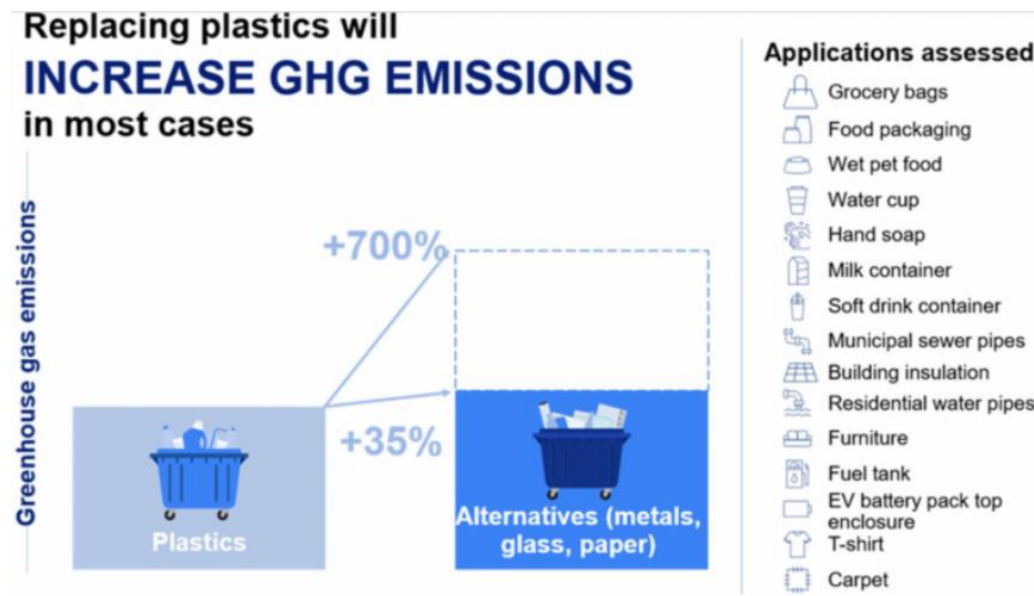 Replacing plastics will
INCREASE GHG EMISSIONS
in most cases
Greenhouse gas emissions
+700%
+35%
Plastics
Alternatives (metals,
glass, paper)
Applications assessed
Grocery bags
Food packaging
Wet pet food
Water cup
Hand soap
Milk container
Soft drink container
Municipal sewer pipes
Building insulation
Residential water pipes
Furniture
Fuel tank
EV battery pack top
enclosure
T-shirt
Carpet